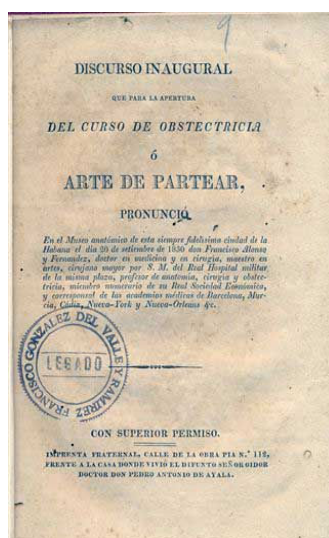 9
DISCURSO INAUGURAL
QUE PARA LA APERTURA
DEL CURSO DE OBSTECTRICIA
ó
ARTE DE PARTEAR,
PRONUNCIÓ
En el Museo anatómico de esta siempre fidelísima ciudad de la
Habana el dia 20 de setiembre de 1830 don Francisco Alonso
y Fernandez, doctor en medicina y en cirugia, maestro en
artes, cirujano mayor por S. M. del Real Hospital militar
de la misma plaza, profesor de anatomia, cirugia y obstec-
tricia, miembro numerario de su Real Sociedad Económica,
y corresponsal de las academias médicas de Barcelona, Mur-
cia, Cádiz, Nueva-York y Nueva-Orleans &c.
FRANCISCO GONZALEZ DEL VALLE Y RAMIREZ
LEGADO
CON SUPERIOR PERMISO.
IMPRENTA FRATERNAL, CALLE DE LA OBRA PIA N.° 112,
FRENTE A LA CASA DONDE VIVIÓ EL DIFUNTO SEÑOR OIDOR
DOCTOR DON PEDRO ANTONIO DE AYALA.